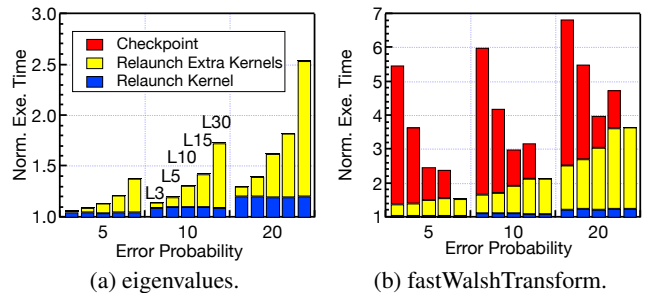 3.0
2.5
2.0
1.5
1.0
Norm. Exe. Time
Checkpoint
Relaunch Extra Kernels
Relaunch Kernel
L3
L5
L10
L15
L30
5
10
20
Error Probability
(a) eigenvalues.
7
6
5
4
3
2
1
Norm. Exe. Time
5
10
20
Error Probability
(b) fastWalshTransform.